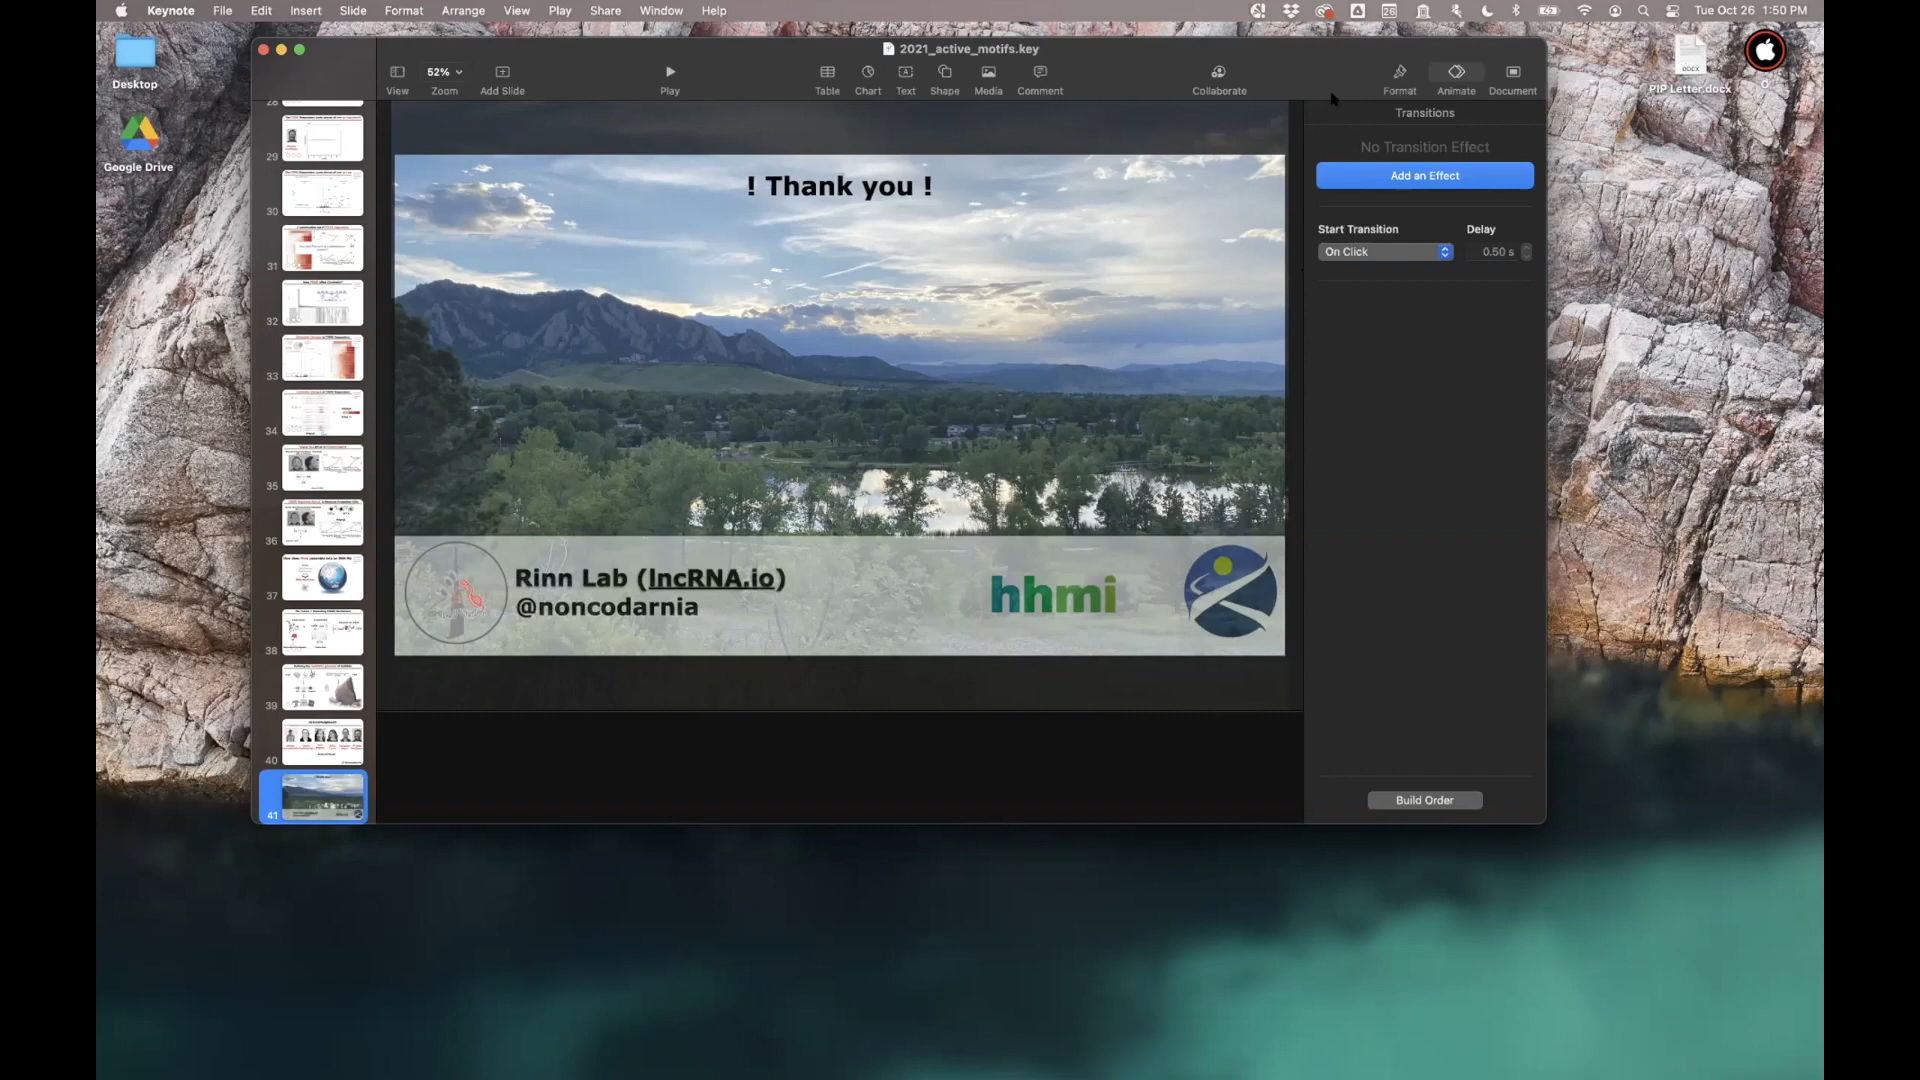 Keynote File Edit Insert Slide Format Arrange View Play Share Window Help
26 Tue Oct 26 1:50 PM
Desktop
Google Drive
DOCX
PIP Letter.docx
2021_active_motifs.key
52%
View Zoom Add Slide Play Table Chart Text Shape Media Comment Collaborate Format Animate Document
28
29
30
31
32
33
34
35
36
37
38
39
40
41
! Thank you !
Rinn Lab (lncRNA.io)
@noncodarnia
hhmi
Transitions
No Transition Effect
Add an Effect
Start Transition Delay
On Click 0.50 s
Build Order